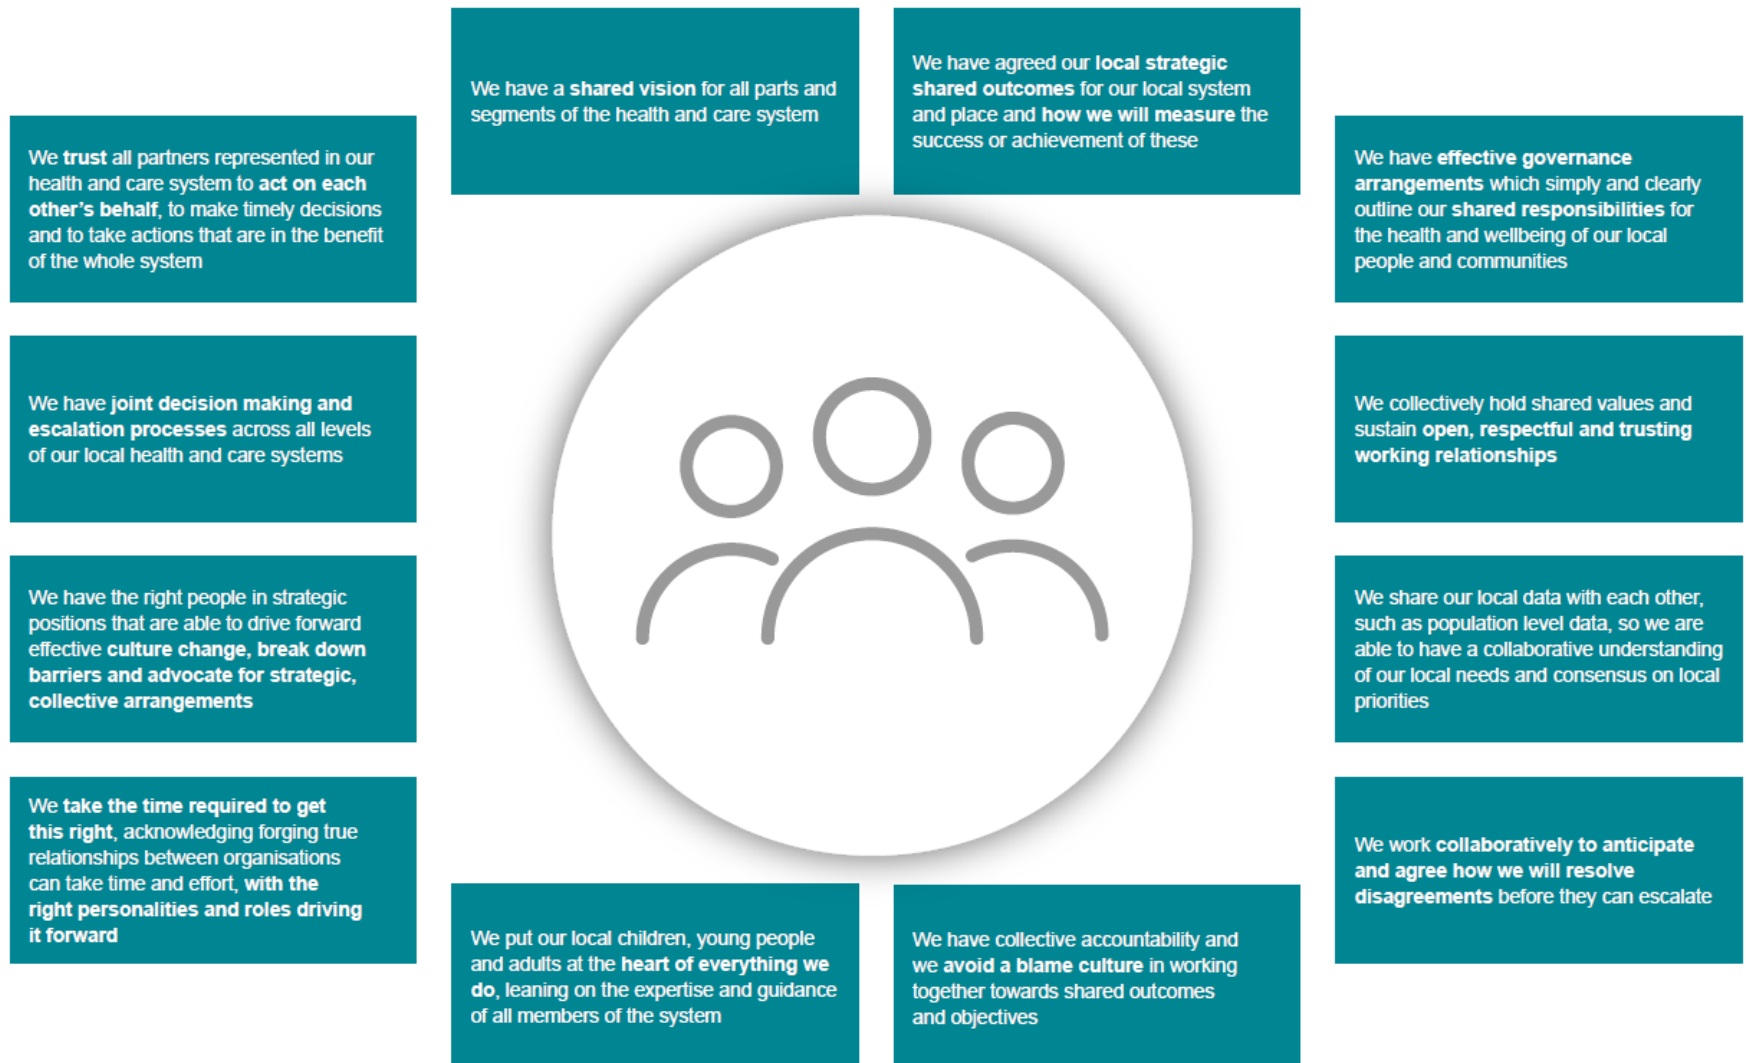 We have a shared vision for all parts and
segments of the health and care system
We have agreed our local strategic
shared outcomes for our local system
and place and how we will measure the
success or achievement of these
We trust all partners represented in our
health and care system to act on each
other’s behalf, to make timely decisions
and to take actions that are in the benefit
of the whole system
We have effective governance
arrangements which simply and clearly
outline our shared responsibilities for
the health and wellbeing of our local
people and communities
We have joint decision making and
escalation processes across all levels
of our local health and care systems
We collectively hold shared values and
sustain open, respectful and trusting
working relationships
We have the right people in strategic
positions that are able to drive forward
effective culture change, break down
barriers and advocate for strategic,
collective arrangements
We share our local data with each other,
such as population level data, so we are
able to have a collaborative understanding
of our local needs and consensus on local
priorities
We take the time required to get
this right, acknowledging forging true
relationships between organisations
can take time and effort, with the
right personalities and roles driving
it forward
We work collaboratively to anticipate
and agree how we will resolve
disagreements before they can escalate
We put our local children, young people
and adults at the heart of everything we
do, leaning on the expertise and guidance
of all members of the system
We have collective accountability and
we avoid a blame culture in working
together towards shared outcomes
and objectives